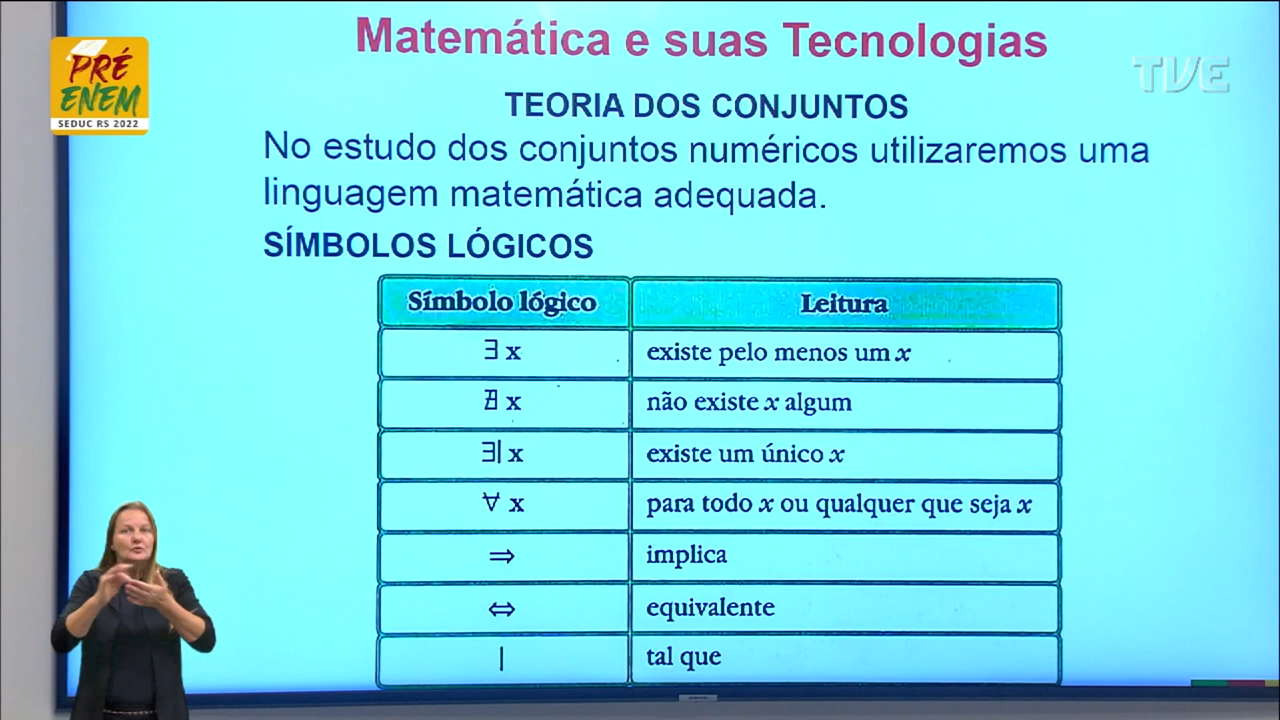 Matemática e suas Tecnologias
PRÉ
ENEM
SEDUC RS 2022
TVE
TEORIA DOS CONJUNTOS
No estudo dos conjuntos numéricos utilizaremos uma
linguagem matemática adequada.
SÍMBOLOS LÓGICOS
Símbolo lógico Leitura
∃ x existe pelo menos um x
∄ x não existe x algum
∃| x existe um único x
∀ x para todo x ou qualquer que seja x
⇒ implica
⇔ equivalente
| tal que